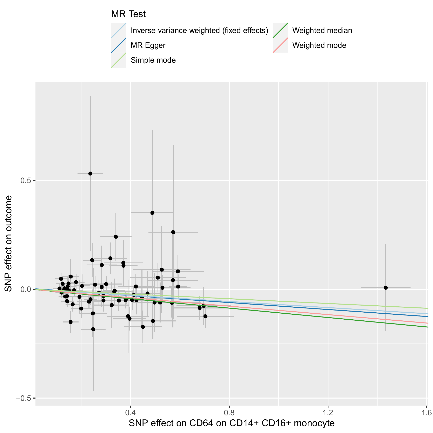 MR Test
Inverse variance weighted (fixed effects)
Weighted median
MR Egger
Weighted mode
Simple mode
SNP effect on outcome
0.5
0.0
−0.5
0.4
0.8
1.2
1.6
SNP effect on CD64 on CD14+ CD16+ monocyte